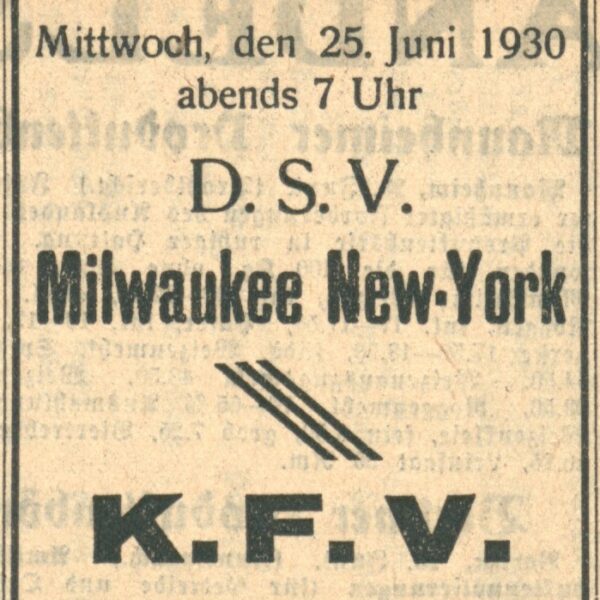 Mittwoch, den 25. Juni 1930
abends 7 Uhr
D. S. V.
Milwaukee New-York
K. F. V.